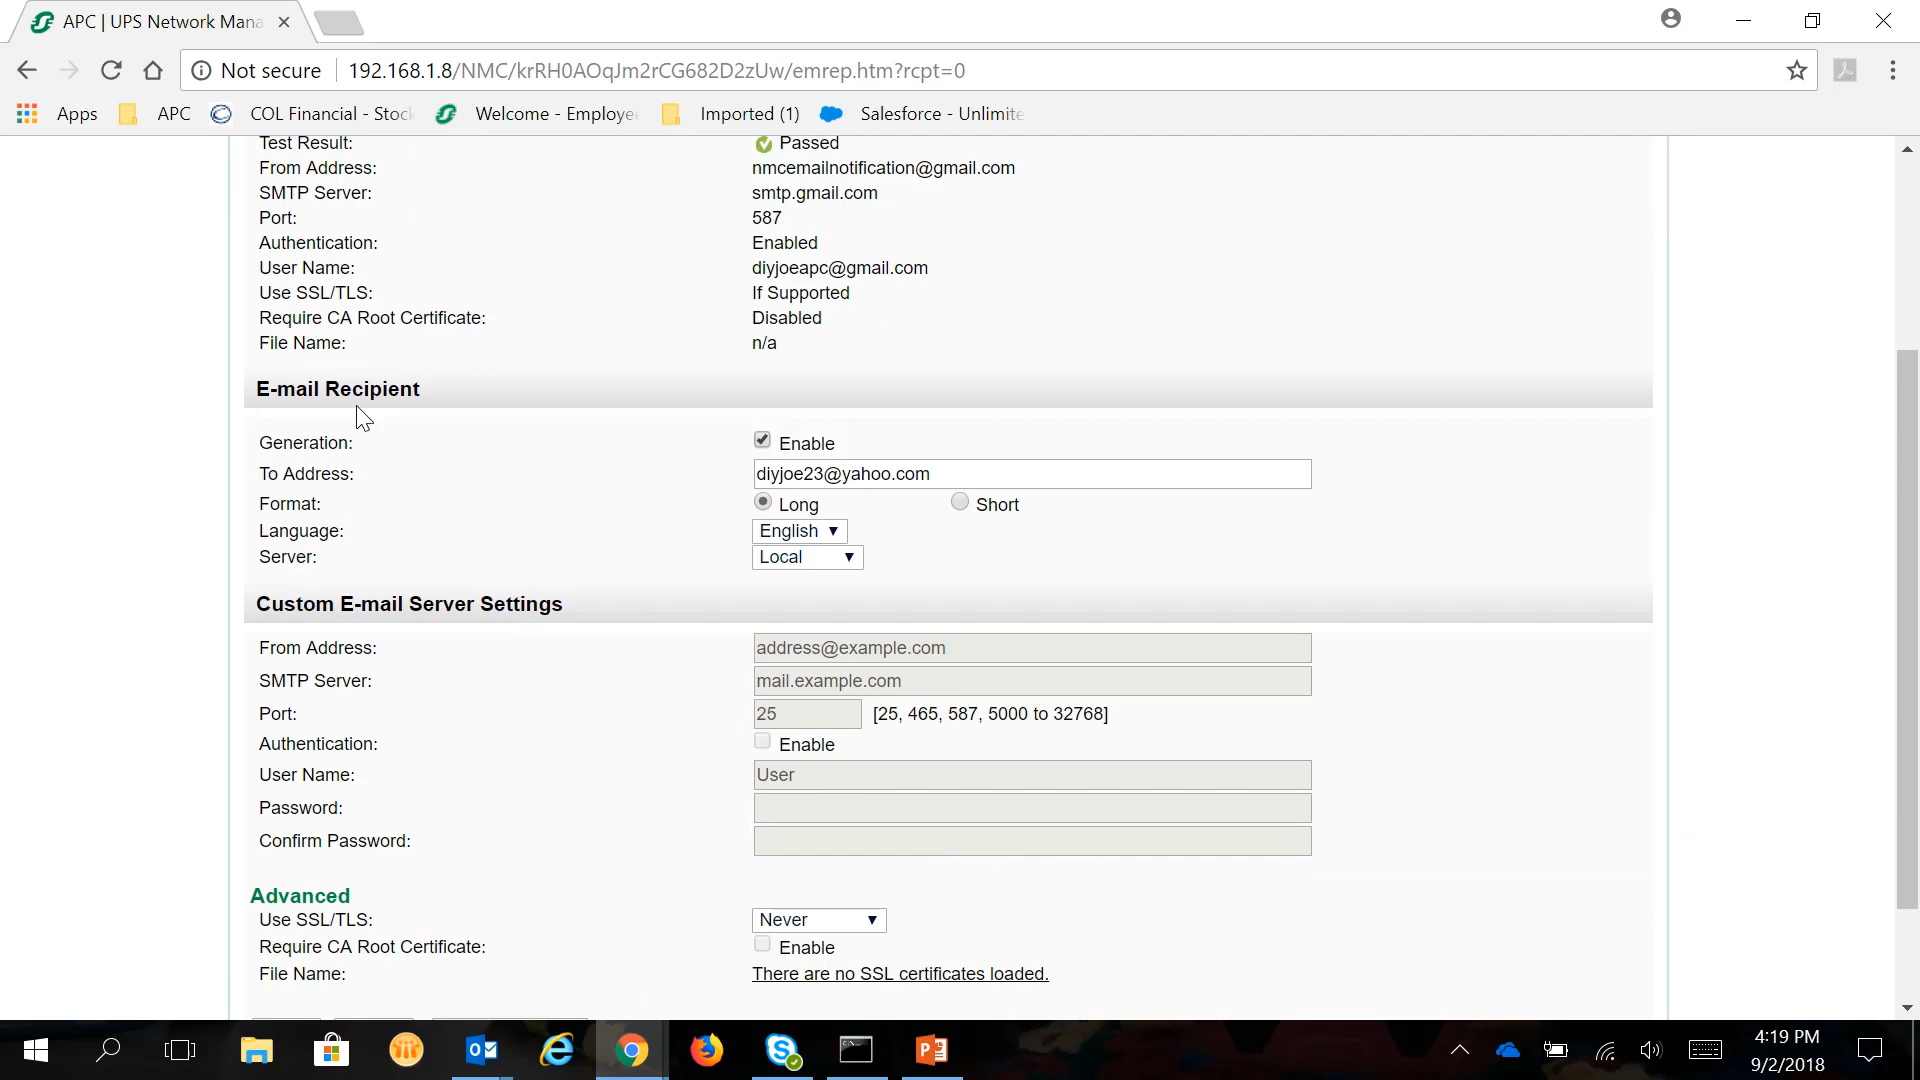 APC | UPS Network Mana
Not secure 192.168.1.8/NMC/krRH0AOqJm2rCG682D2zUw/emrep.htm?rcpt=0
Apps APC COL Financial - Stoc Welcome - Employe Imported (1) Salesforce - Unlimite
Test Result: Passed
From Address: nmcemailnotification@gmail.com
SMTP Server: smtp.gmail.com
Port: 587
Authentication: Enabled
User Name: diyjoeapc@gmail.com
Use SSL/TLS: If Supported
Require CA Root Certificate: Disabled
File Name: n/a
E-mail Recipient
Generation: Enable
To Address: diyjoe23@yahoo.com
Format: Long Short
Language: English
Server: Local
Custom E-mail Server Settings
From Address: address@example.com
SMTP Server: mail.example.com
Port: 25 [25, 465, 587, 5000 to 32768]
Authentication: Enable
User Name: User
Password:
Confirm Password:
Advanced
Use SSL/TLS: Never
Require CA Root Certificate: Enable
File Name: There are no SSL certificates loaded.
4:19 PM
9/2/2018